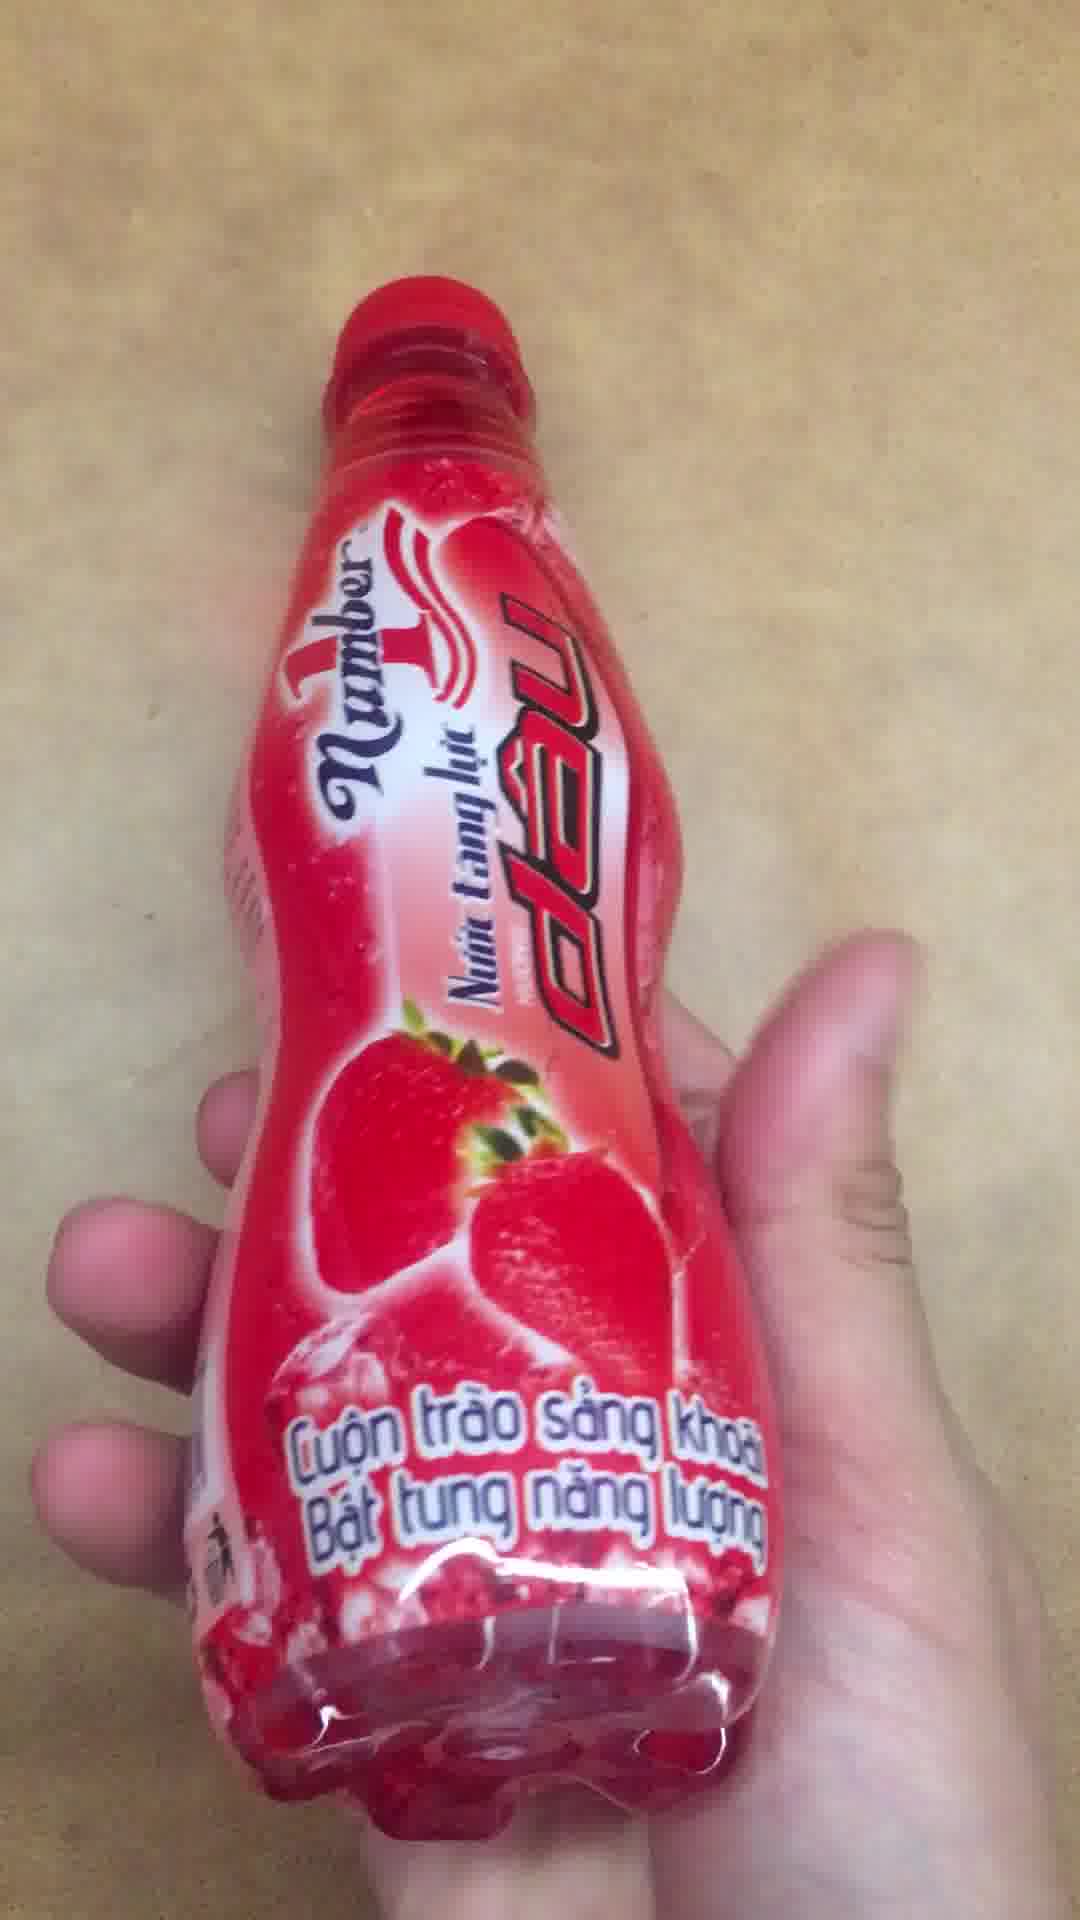 Number
1
Nước tăng lực
dâu
Cuộn trào sảng khoái
Bật tung năng lượng